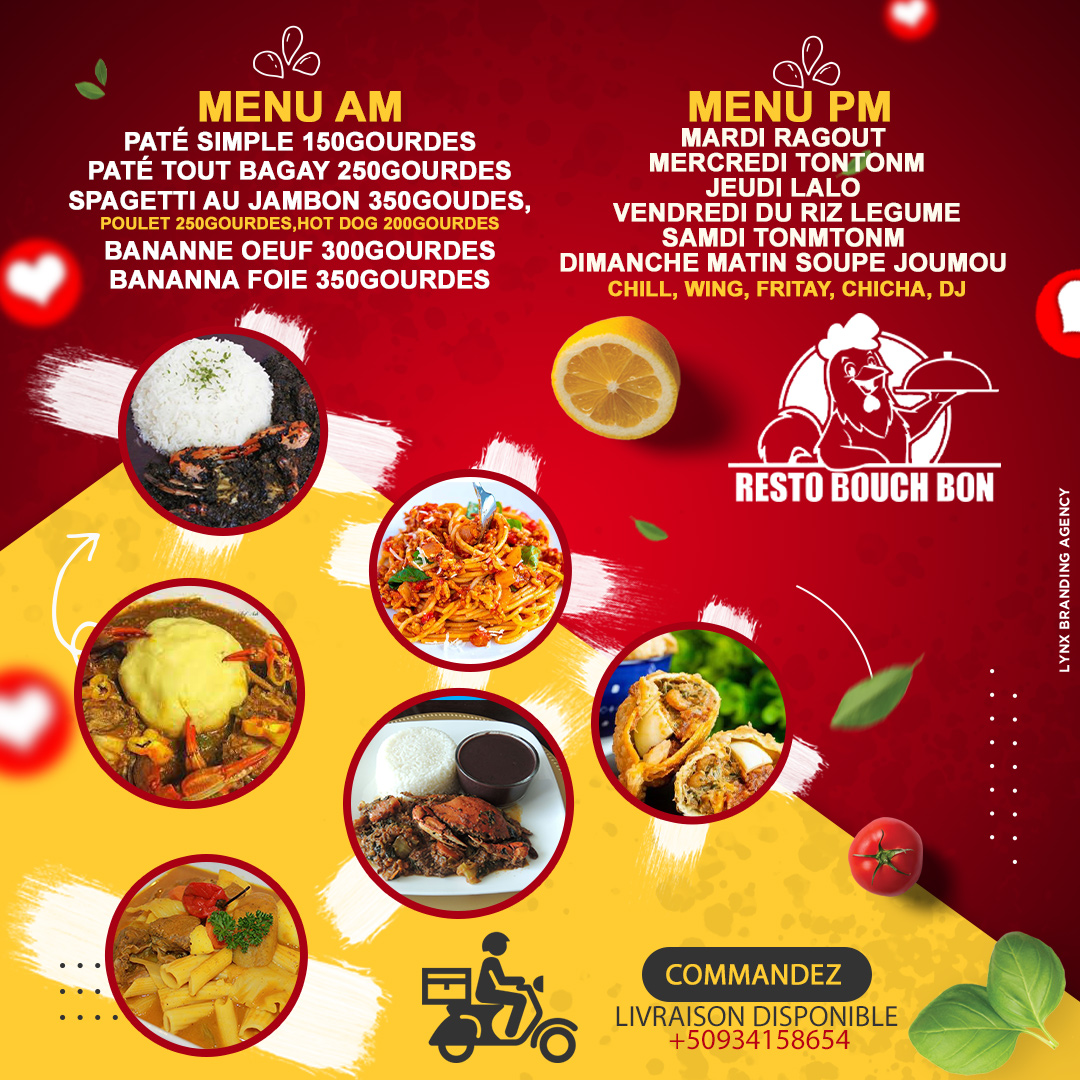 MENU AM
PATÉ SIMPLE 150GOURDES
PATÉ TOUT BAGAY 250GOURDES
SPAGETTI AU JAMBON 350GOUDES,
POULET 250GOURDES,HOT DOG 200GOURDES
BANANNE OEUF 300GOURDES
BANANNA FOIE 350GOURDES
MENU PM
MARDI RAGOUT
MERCREDI TONTONM
JEUDI LALO
VENDREDI DU RIZ LEGUME
SAMDI TONMTONM
DIMANCHE MATIN SOUPE JOUMOU
CHILL, WING, FRITAY, CHICHA, DJ
RESTO BOUCH BON
LYNX BRANDING AGENCY
COMMANDEZ
LIVRAISON DISPONIBLE
+50934158654